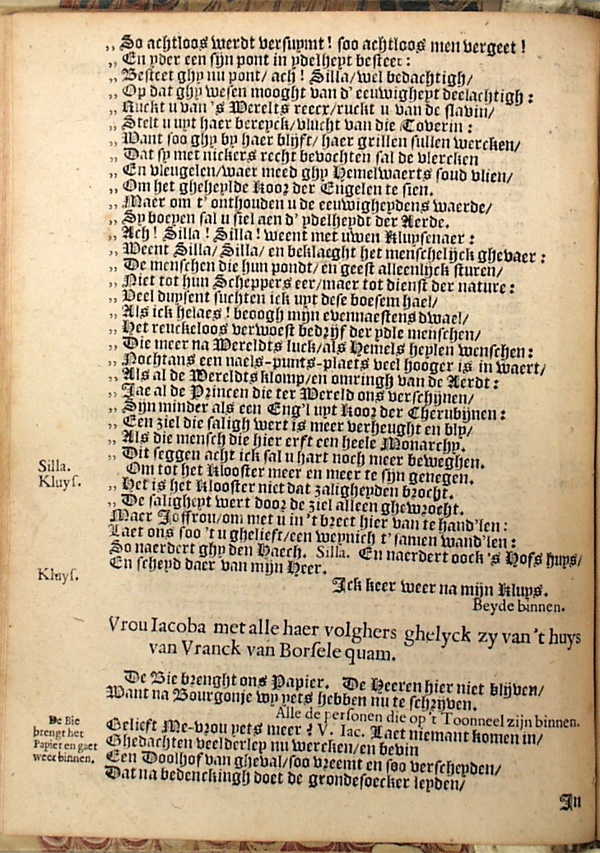 „ So achtloos werdt versuymt! soo achtloos men vergeet!
„ En yder een sijn pont in ydelheyt besteet:
„ Besteet ghy nu pont/ ach! Silla/ wel bedachtigh/
„ Op dat ghy wesen mooght van d' eeuwigheyt deelachtigh:
„ Ruckt u van 's Werelts reecx/ ruckt u van de slavin/
„ Stelt u uyt haer bereyck/ vlucht van die Toverin:
„ Want soo ghy by haer blijft/ haer grillen sullen wercken/
„ Dat sy met nickers recht bevochten sal de vlercken
„ En vleugelen/ waer meed ghy Hemelwaerts soud vlien/
„ Om het gheheylde Koor der Engelen te sien.
„ Maer om t' onthouden u de eeuwigheydens waerde/
„ Sy boeyen sal u siel aen d' ydelheydt der Aerde.
„ Ach! Silla! Silla! weent met uwen Kluysenaer:
„ Weent Silla/ Silla/ en beklaeght het menschelijck ghevaer:
„ De menschen die hun pondt/ en geest alleenlijck sturen/
„ Niet tot hun Scheppers eer/ maer tot dienst der nature:
„ Veel duysent suchten ick uyt dese boesem hael/
„ Als ick helaes! beoogh mijn evennaestens dwael/
„ Het reuckeloos verwoest bedrijf der ydle menschen/
„ Die meer na Wereldts luck/ als Hemels heylen wenschen:
„ Nochtans een naels-punts-plaets veel hooger is in waert/
„ Als al de Wereldts klomp/ en omringh van de Aerdt:
„ Jae al de Princen die ter Wereld ons verschijnen/
„ Sijn minder als een Eng'l uyt Koor der Cherubijnen:
„ Een ziel die saligh wert is meer verheught en bly/
„ Als die mensch die hier erft een heele Monarchy.
„ Dit seggen acht ick sal u hart noch meer beweghen.
Silla. Om tot het Klooster meer en meer te sijn genegen.
Kluys. „ Het is het Klooster niet dat zaligheyden brocht.
„ De saligheyt wert door de ziel alleen ghewrocht.
Maer Joffrou/ om met u in 't breet hier van te hand'len:
Laet ons soo 't u ghelieft/ een weynich t' samen wand'len:
So naerdert ghy den Haech. Silla. En naerdert oock 's Hofs huys/
En scheyd daer van mijn Heer.
Kluys. Ick keer weer na mijn Kluys.
Beyde binnen.
Vrou Iacoba met alle haer volghers ghelyck zy van 't huys
van Vranck van Borsele quam.
De Bie brenght ons Papier. De Heeren hier niet blijven/
Want na Bourgonje wy yets hebben nu te schrijven.
Alle de personen die op 't Toonneel zijn binnen.
De Bie
brengt het
Papier en gaet
weer binnen.
Gelieft Me-vrou yets meer? V. Iac. Laet niemant komen in/
Ghedachten veelderley nu wercken/ en bevin
Een Doolhof van gheval/ soo vreemt en soo verscheyden/
Dat na bedenckingh doet de grondesoecker leyden/
In